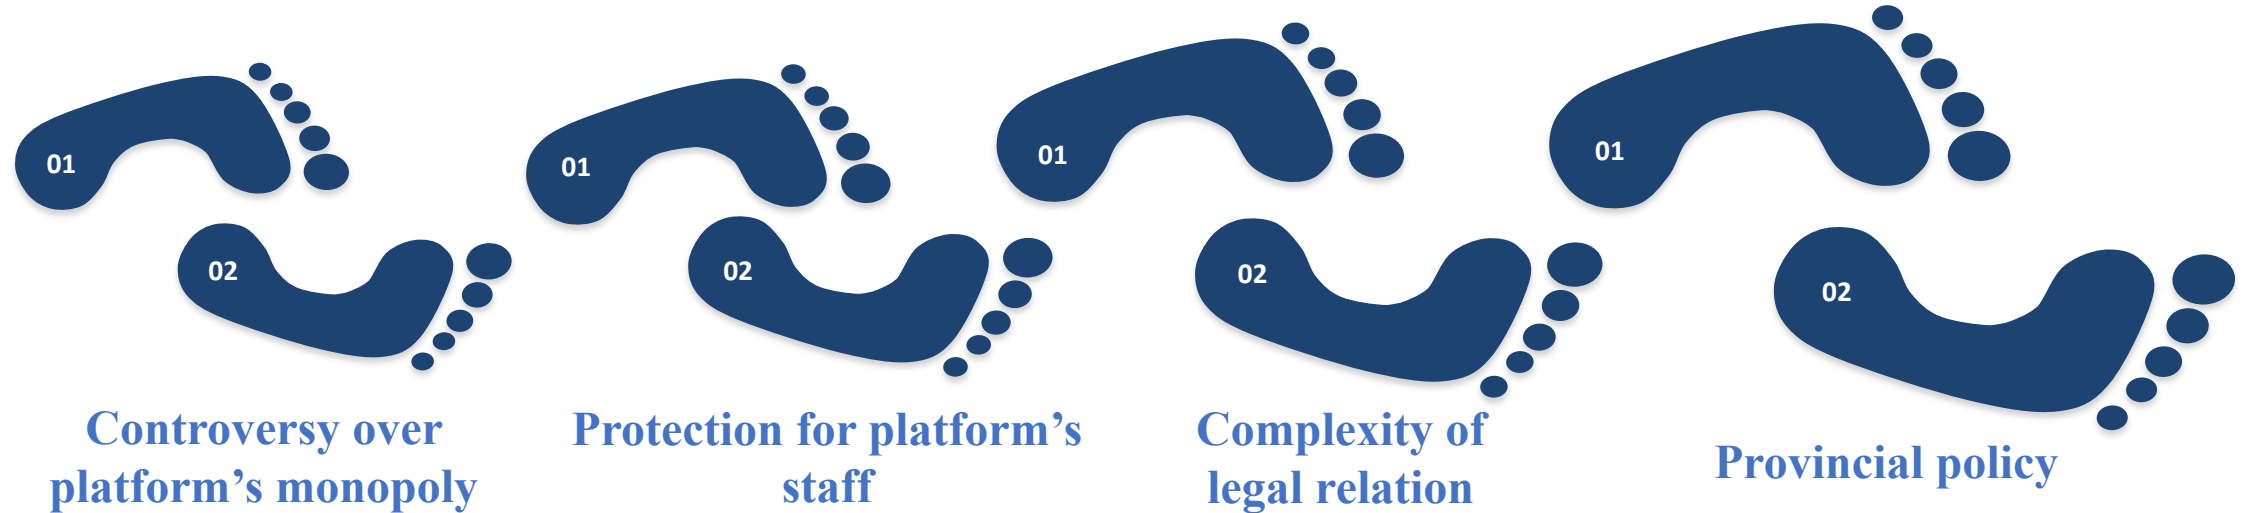 01
02
Controversy over
platform’s monopoly
01
02
Protection for platform’s
staff
01
02
Complexity of
legal relation
01
02
Provincial policy